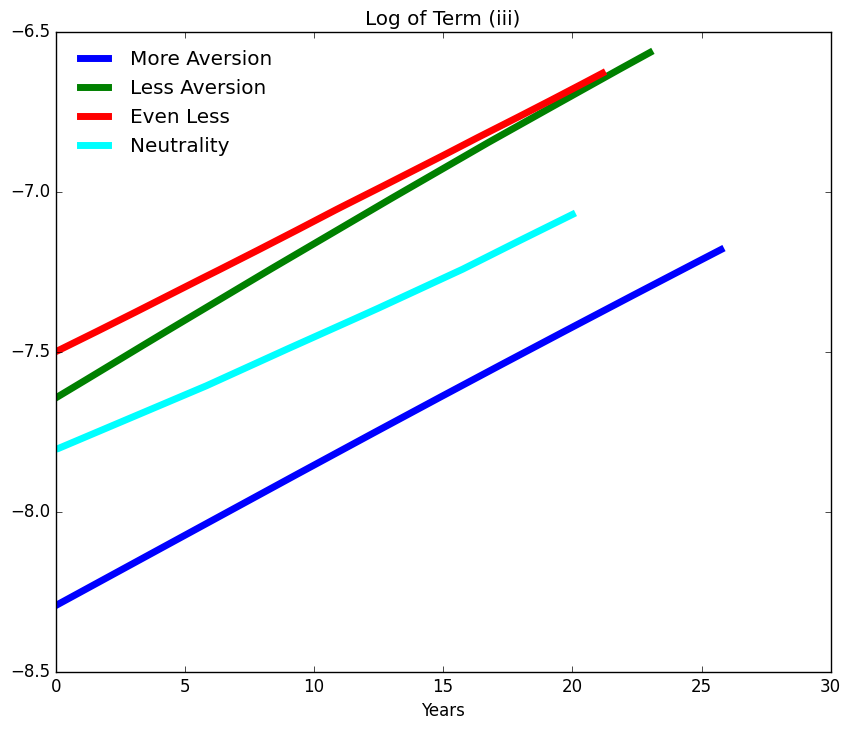 Log of Term (iii)
−6.5
−7.0
−7.5
−8.0
−8.5
More Aversion
Less Aversion
Even Less
Neutrality
0 5 10 15 20 25 30
Years